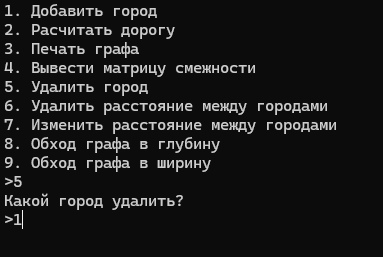 1. Добавить город
2. Расчитать дорогу
3. Печать графа
4. Вывести матрицу смежности
5. Удалить город
6. Удалить расстояние между городами
7. Изменить расстояние между городами
8. Обход графа в глубину
9. Обход графа в ширину
>5
Какой город удалить?
>1